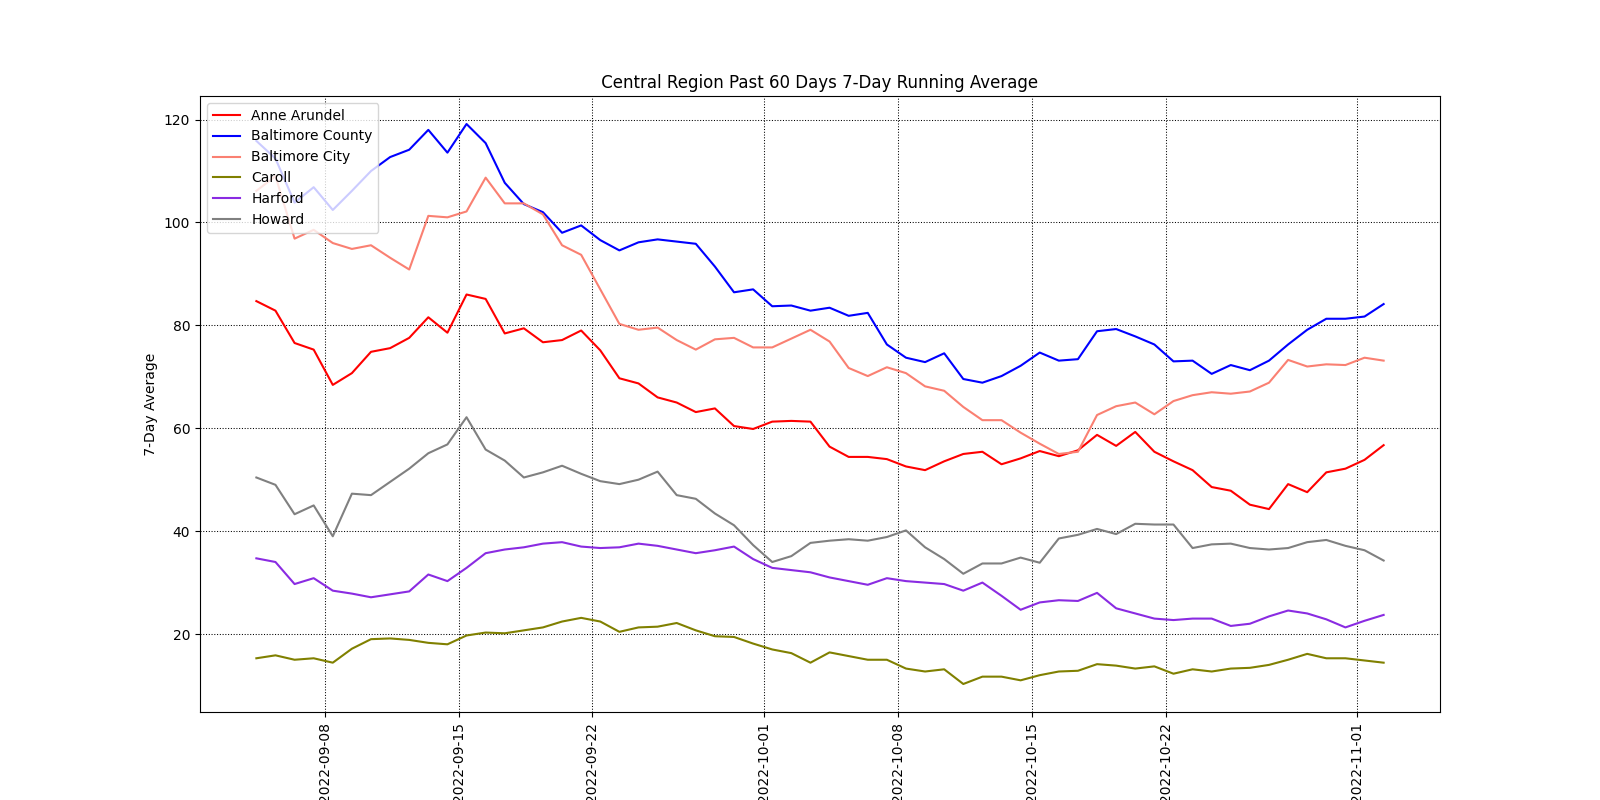 Central Region Past 60 Days 7-Day Running Average
Anne Arundel
Baltimore County
Baltimore City
Caroll
Harford
Howard
7-Day Average
120
100
80
60
40
20
2022-09-08
2022-09-15
2022-09-22
2022-10-01
2022-10-08
2022-10-15
2022-10-22
2022-11-01